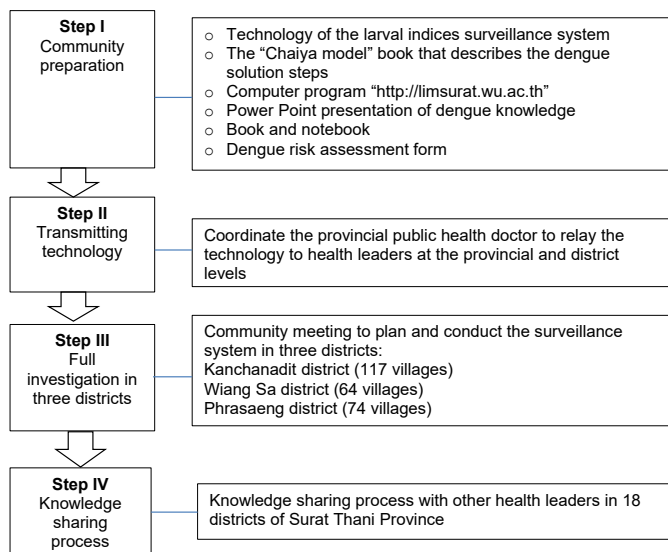 Step I
Community
preparation
○ Technology of the larval indices surveillance system
○ The “Chaiya model” book that describes the dengue
solution steps
○ Computer program “http://limsurat.wu.ac.th”
○ Power Point presentation of dengue knowledge
○ Book and notebook
○ Dengue risk assessment form
Step II
Transmitting
technology
Coordinate the provincial public health doctor to relay the
technology to health leaders at the provincial and district
levels
Step III
Full
investigation in
three districts
Community meeting to plan and conduct the surveillance
system in three districts:
Kanchanadit district (117 villages)
Wiang Sa district (64 villages)
Phrasaeng district (74 villages)
Step IV
Knowledge
sharing
process
Knowledge sharing process with other health leaders in 18
districts of Surat Thani Province